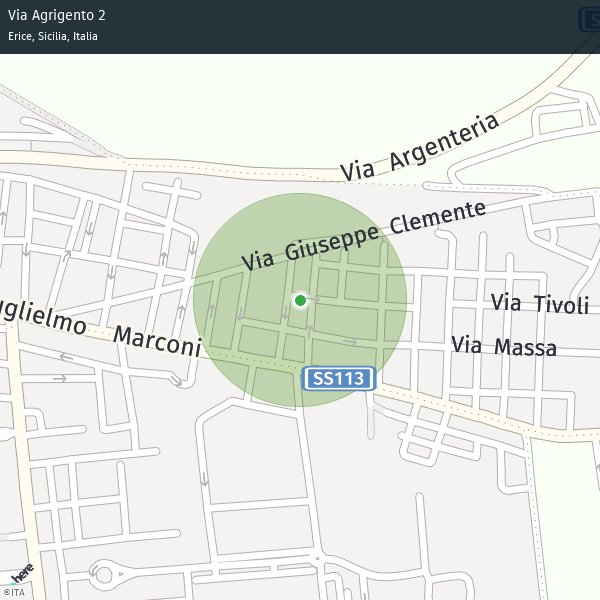 Via Agrigento 2
Erice, Sicilia, Italia
S
Via Argenteria
Via Giuseppe Clemente
Via Tivoli
uglielmo Marconi
Via Massa
SS113
here
©ITA